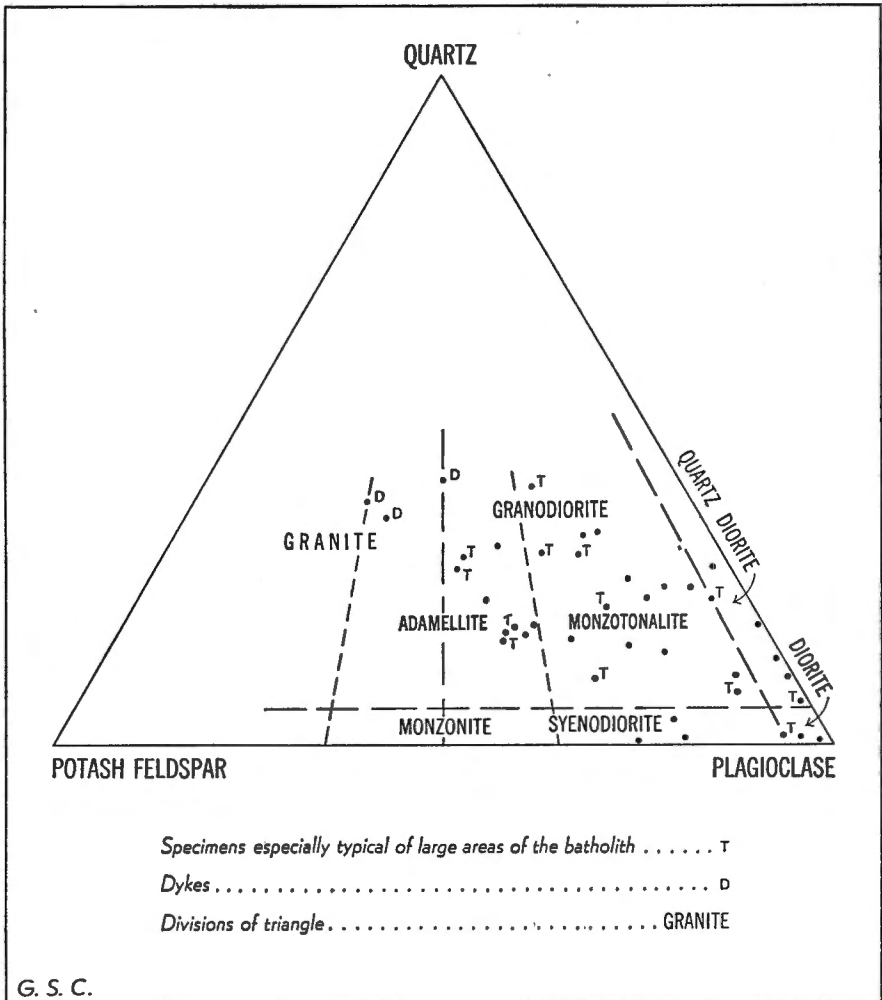 QUARTZ
QUARTZ DIORITE
D
D
D
T
GRANODIORITE
GRANITE
T
T
T
T
T
T
ADAMELLITE
T
T
MONZOTONALITE
DIORITE
T
T
T
MONZONITE
SYENODIORITE
T
POTASH FELDSPAR
PLAGIOCLASE
Specimens especially typical of large areas of the batholith ...... T
Dykes ..................................... D
Divisions of triangle ......................... GRANITE
G. S. C.